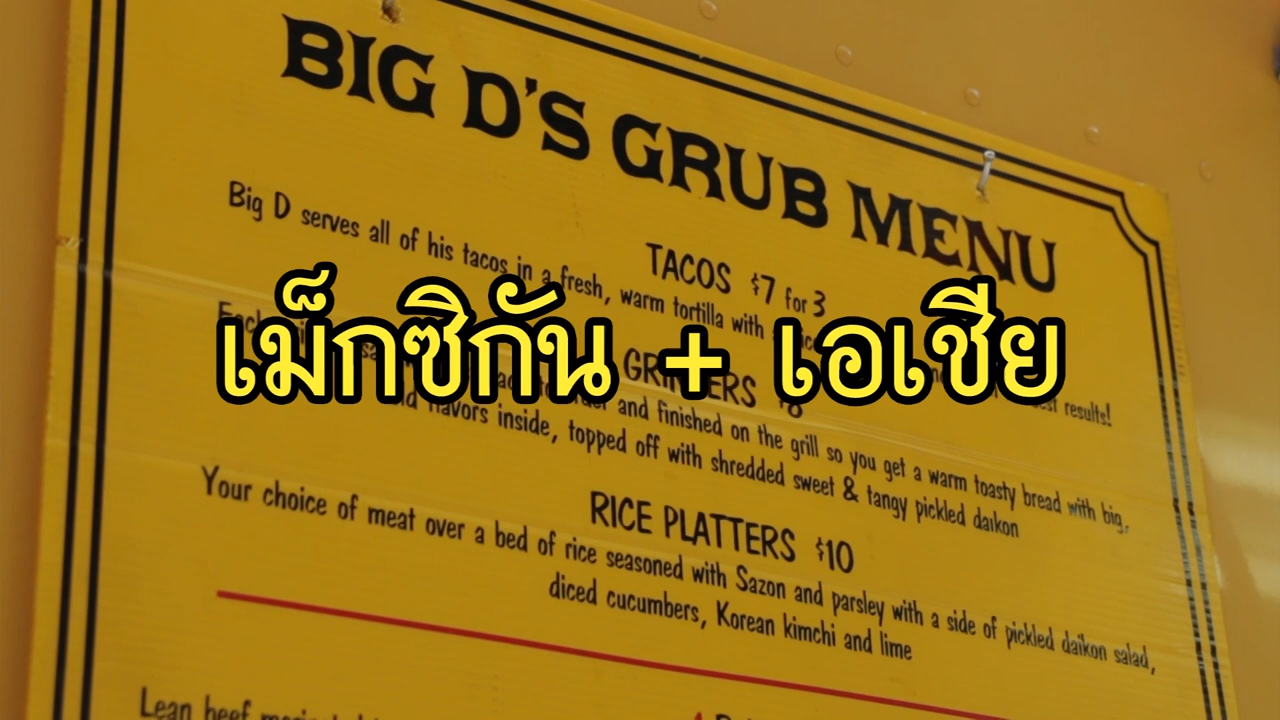 BIG D'S GRUB MENU
TACOS $7 for 3
Big D serves all of his tacos in a fresh, warm tortilla with
best results!
เม็กซิกัน + เอเชีย
GRINDERS $8
and finished on the grill so you get a warm toasty bread with big,
flavors inside, topped off with shredded sweet & tangy pickled daikon
RICE PLATTERS $10
Your choice of meat over a bed of rice seasoned with Sazon and parsley with a side of pickled daikon salad,
diced cucumbers, Korean kimchi and lime
Lean beef